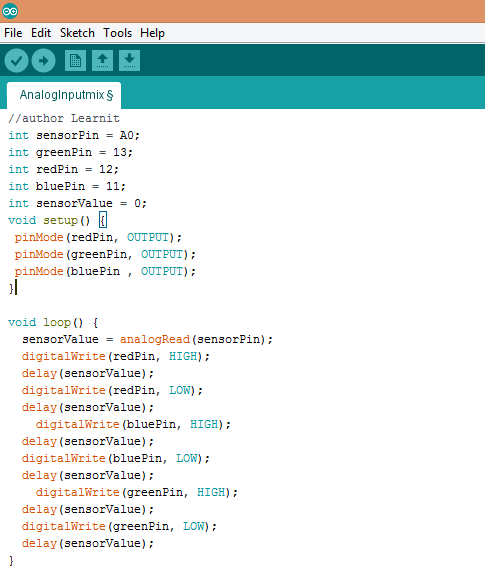 File Edit Sketch Tools Help
AnalogInputmix §
//author Learnit
int sensorPin = A0;
int greenPin = 13;
int redPin = 12;
int bluePin = 11;
int sensorValue = 0;
void setup() {
 pinMode(redPin, OUTPUT);
 pinMode(greenPin, OUTPUT);
 pinMode(bluePin , OUTPUT);
}
void loop() {
  sensorValue = analogRead(sensorPin);
  digitalWrite(redPin, HIGH);
  delay(sensorValue);
  digitalWrite(redPin, LOW);
  delay(sensorValue);
    digitalWrite(bluePin, HIGH);
  delay(sensorValue);
  digitalWrite(bluePin, LOW);
  delay(sensorValue);
    digitalWrite(greenPin, HIGH);
  delay(sensorValue);
  digitalWrite(greenPin, LOW);
  delay(sensorValue);
}